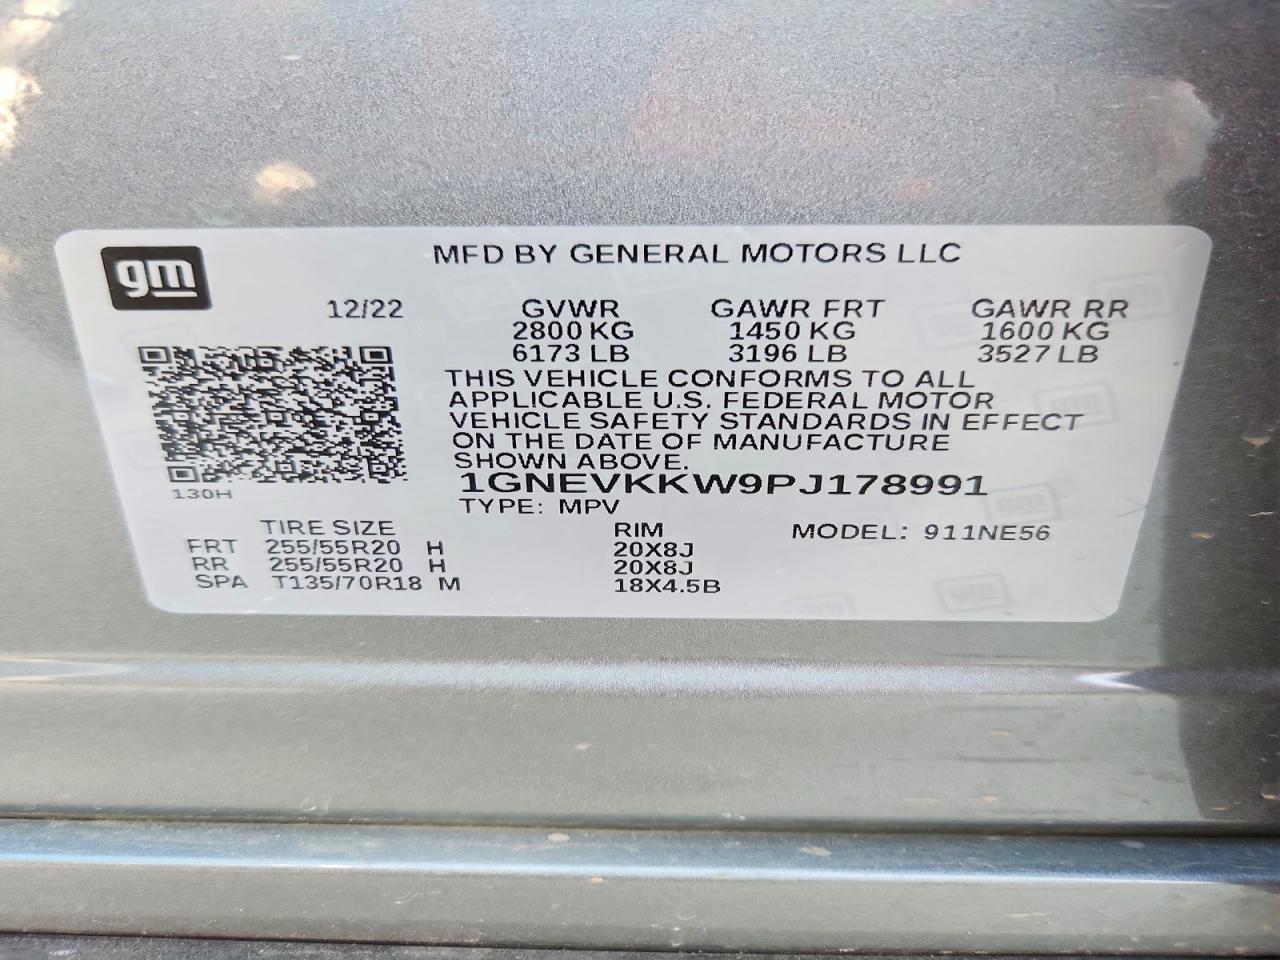 gm
MFD BY GENERAL MOTORS LLC
12/22 GVWR GAWR FRT GAWR RR
2800 KG 1450 KG 1600 KG
6173 LB 3196 LB 3527 LB
THIS VEHICLE CONFORMS TO ALL
APPLICABLE U.S. FEDERAL MOTOR
VEHICLE SAFETY STANDARDS IN EFFECT
ON THE DATE OF MANUFACTURE
SHOWN ABOVE.
1GNEVKKW9PJ178991
130H
TYPE: MPV
TIRE SIZE RIM MODEL: 911NE56
FRT 255/55R20 H 20X8J
RR 255/55R20 H 20X8J
SPA T135/70R18 M 18X4.5B